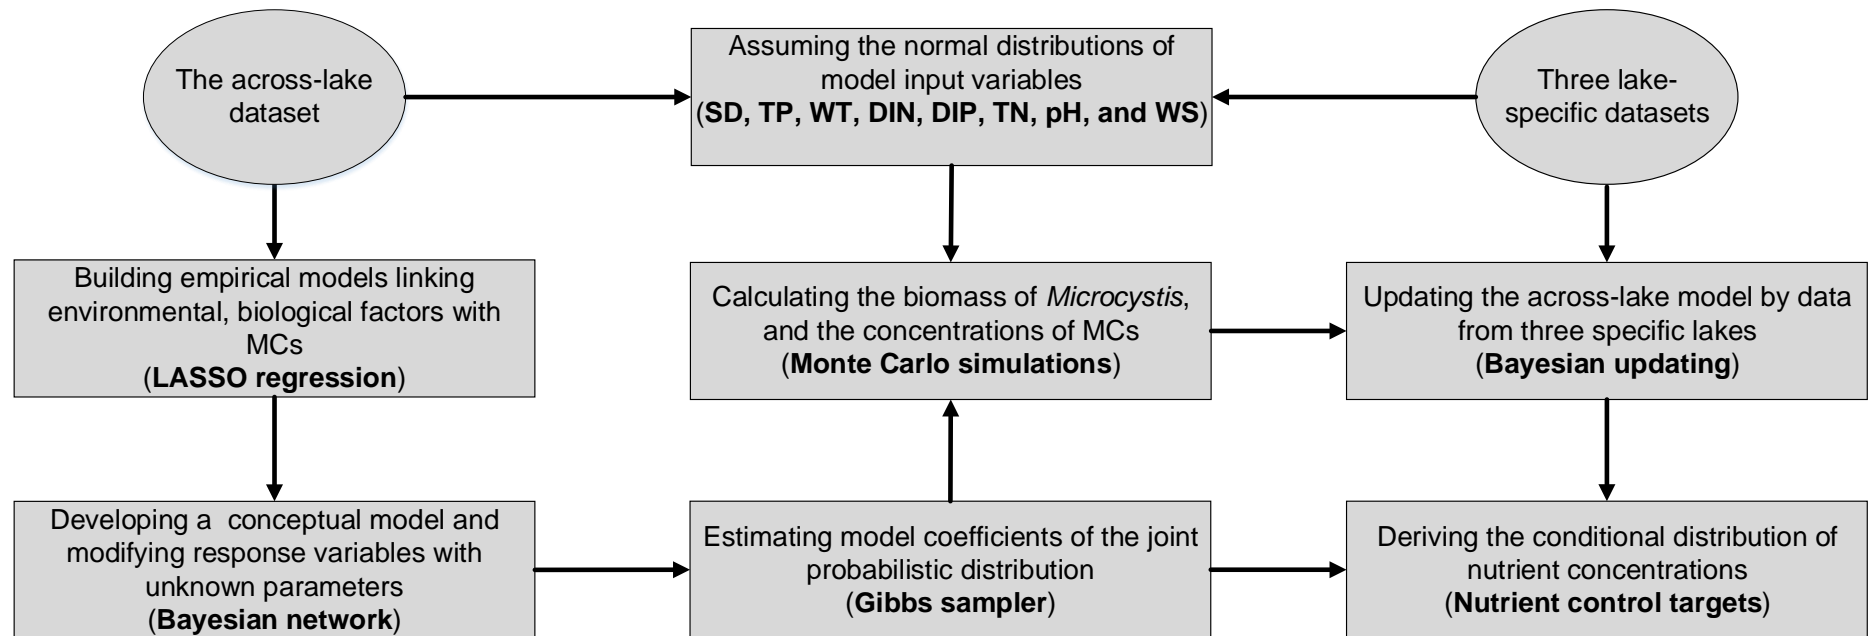 The across-lake
dataset
Assuming the normal distributions of
model input variables
(SD, TP, WT, DIN, DIP, TN, pH, and WS)
Three lake-
specific datasets
Building empirical models linking
environmental, biological factors with
MCs
(LASSO regression)
Calculating the biomass of Microcystis,
and the concentrations of MCs
(Monte Carlo simulations)
Updating the across-lake model by data
from three specific lakes
(Bayesian updating)
Developing a  conceptual model and
modifying response variables with
unknown parameters
(Bayesian network)
Estimating model coefficients of the joint
probabilistic distribution
(Gibbs sampler)
Deriving the conditional distribution of
nutrient concentrations
(Nutrient control targets)